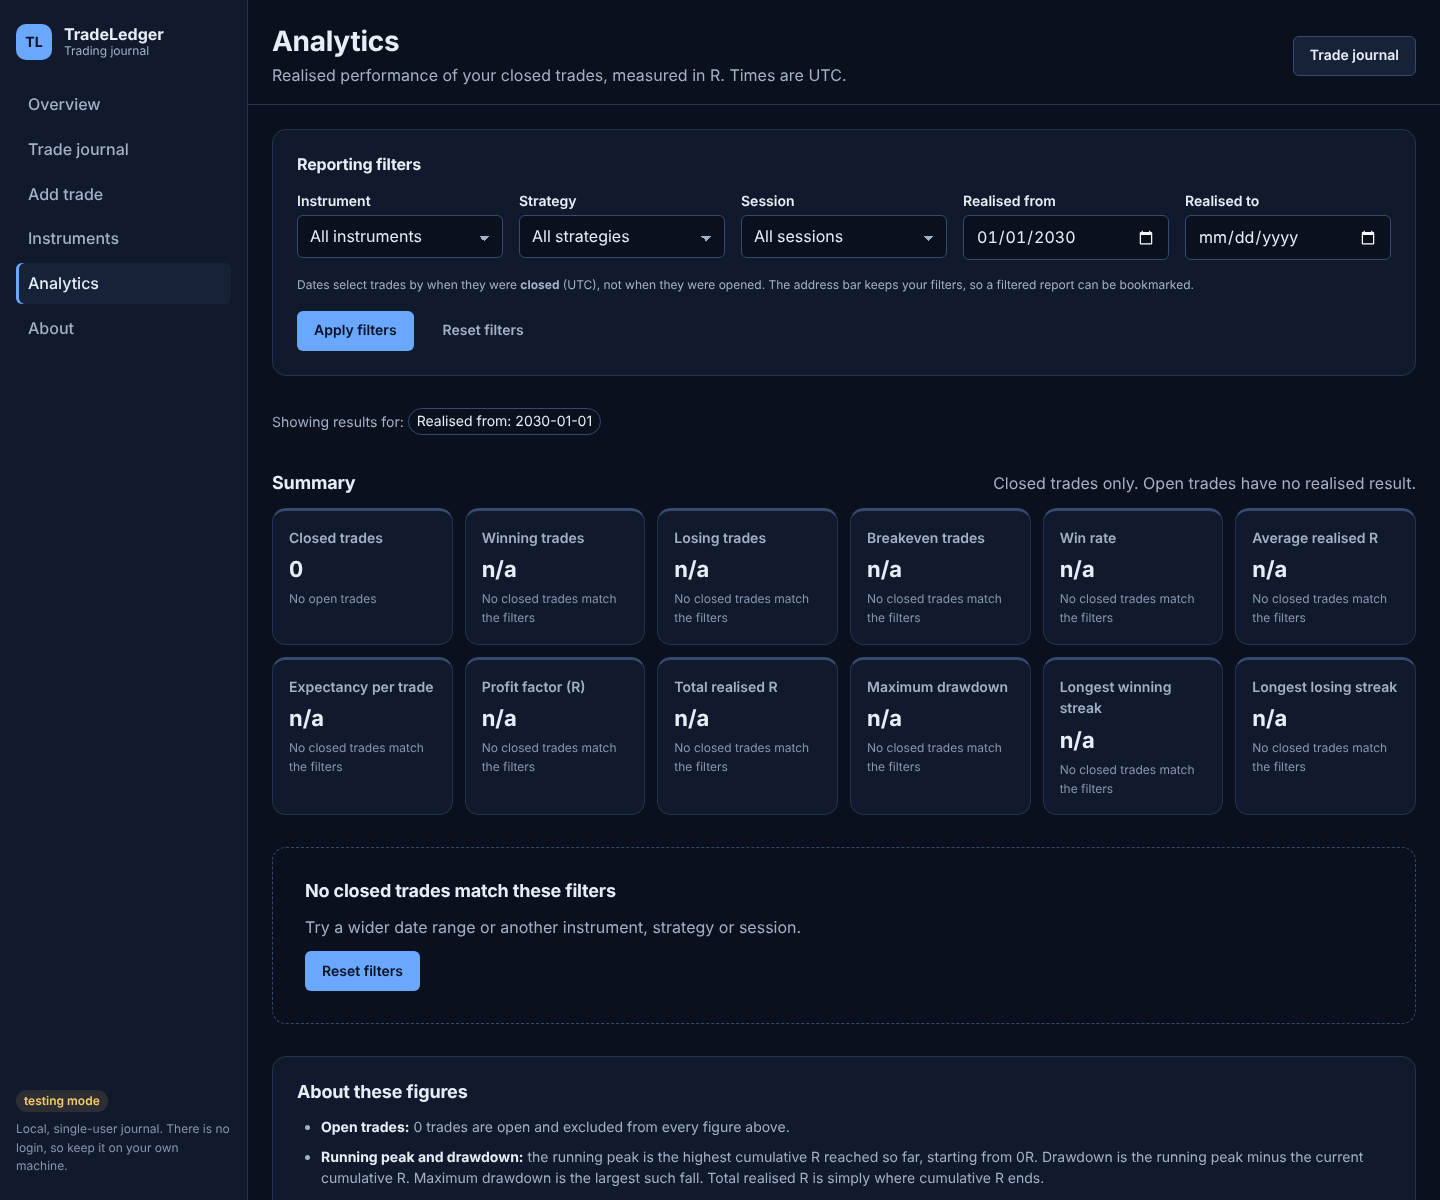 TL
TradeLedger
Trading journal
Overview
Trade journal
Add trade
Instruments
Analytics
About
testing mode
Local, single-user journal. There is no
login, so keep it on your own
machine.
Analytics
Realised performance of your closed trades, measured in R. Times are UTC.
Trade journal
Reporting filters
Instrument
All instruments
Strategy
All strategies
Session
All sessions
Realised from
01/01/2030
Realised to
mm/dd/yyyy
Dates select trades by when they were closed (UTC), not when they were opened. The address bar keeps your filters, so a filtered report can be bookmarked.
Apply filters
Reset filters
Showing results for: Realised from: 2030-01-01
Summary
Closed trades only. Open trades have no realised result.
Closed trades
0
No open trades
Winning trades
n/a
No closed trades match
the filters
Losing trades
n/a
No closed trades match
the filters
Breakeven trades
n/a
No closed trades match
the filters
Win rate
n/a
No closed trades match
the filters
Average realised R
n/a
No closed trades match
the filters
Expectancy per trade
n/a
No closed trades match
the filters
Profit factor (R)
n/a
No closed trades match
the filters
Total realised R
n/a
No closed trades match
the filters
Maximum drawdown
n/a
No closed trades match
the filters
Longest winning
streak
n/a
No closed trades match
the filters
Longest losing streak
n/a
No closed trades match
the filters
No closed trades match these filters
Try a wider date range or another instrument, strategy or session.
Reset filters
About these figures
Open trades: 0 trades are open and excluded from every figure above.
Running peak and drawdown: the running peak is the highest cumulative R reached so far, starting from 0R. Drawdown is the running peak minus the current
cumulative R. Maximum drawdown is the largest such fall. Total realised R is simply where cumulative R ends.